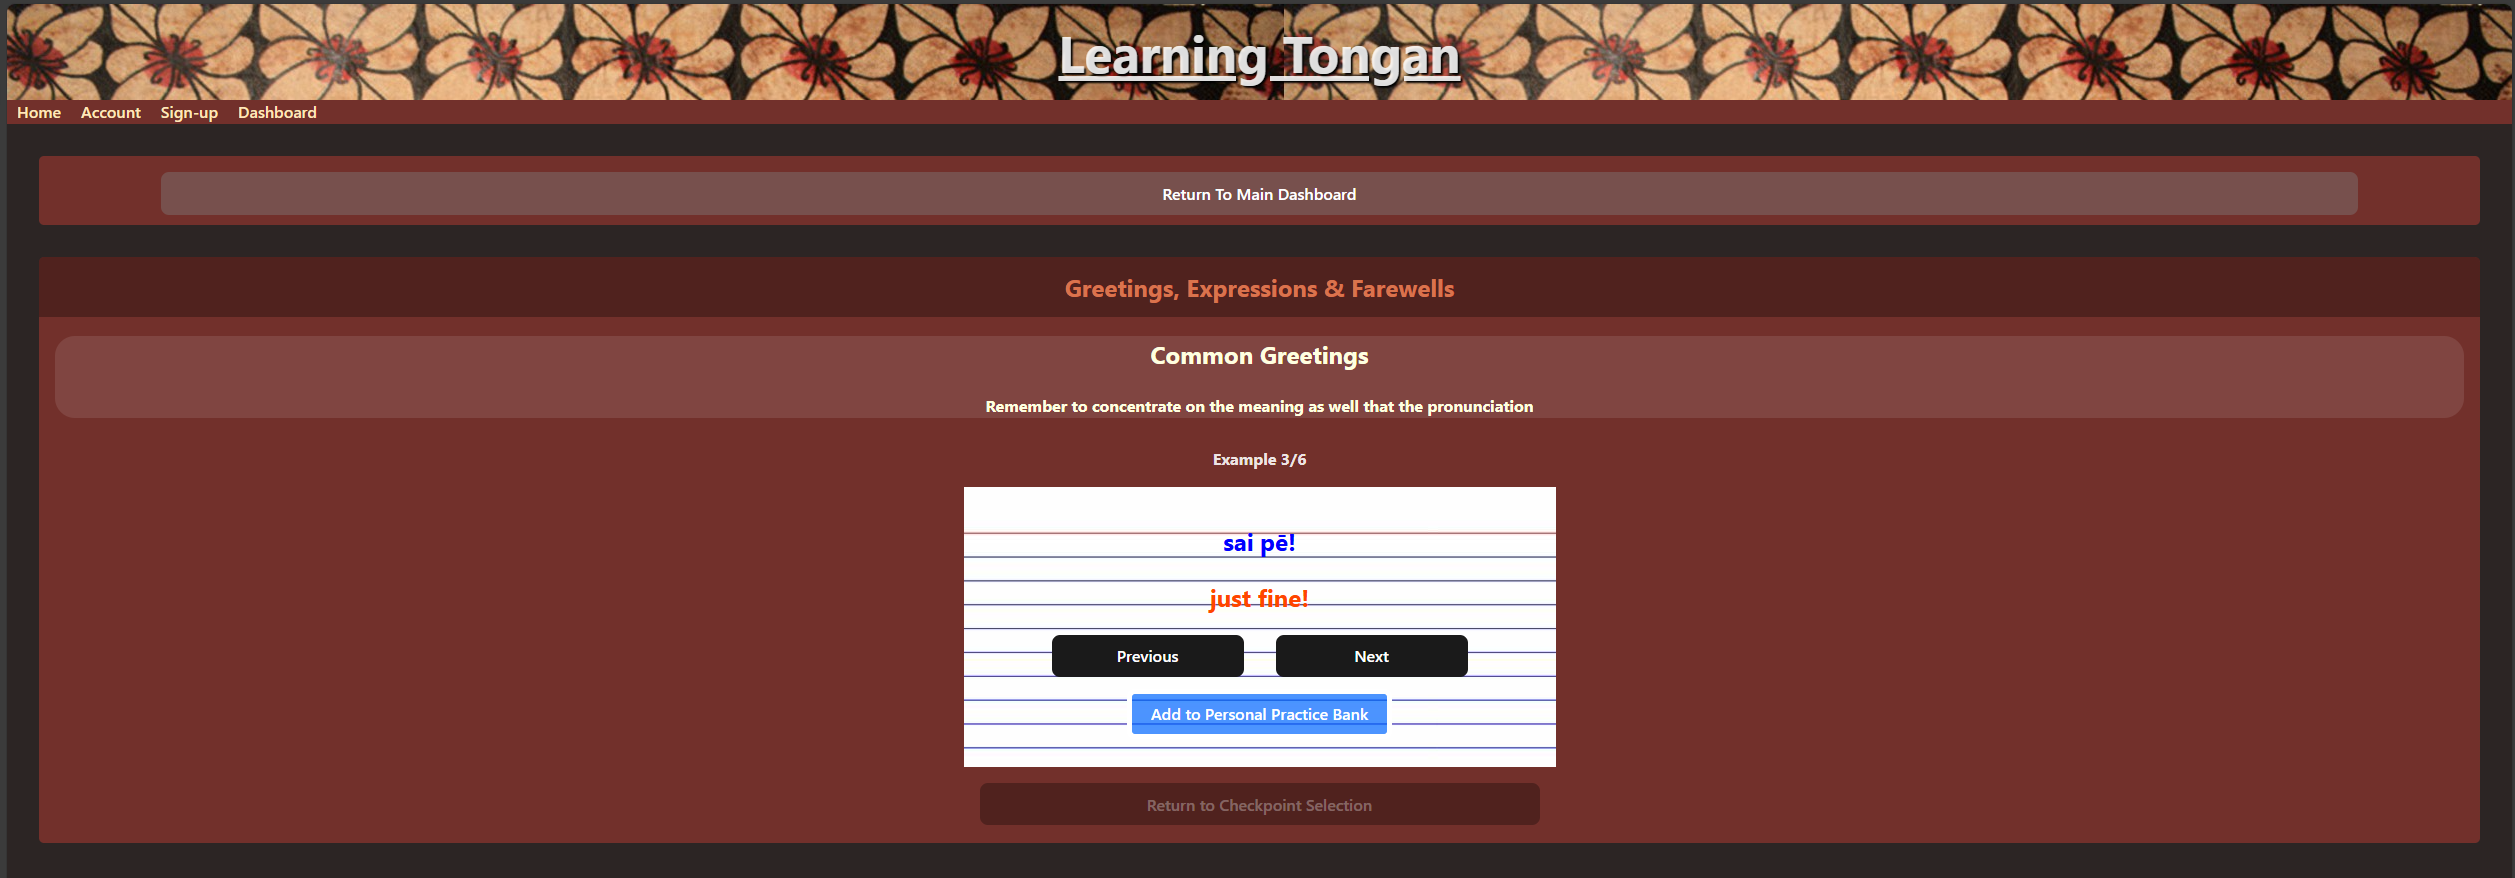 Learning Tongan
Home Account Sign-up Dashboard
Return To Main Dashboard
Greetings, Expressions & Farewells
Common Greetings
Remember to concentrate on the meaning as well that the pronunciation
Example 3/6
sai pē!
just fine!
Previous Next
Add to Personal Practice Bank
Return to Checkpoint Selection